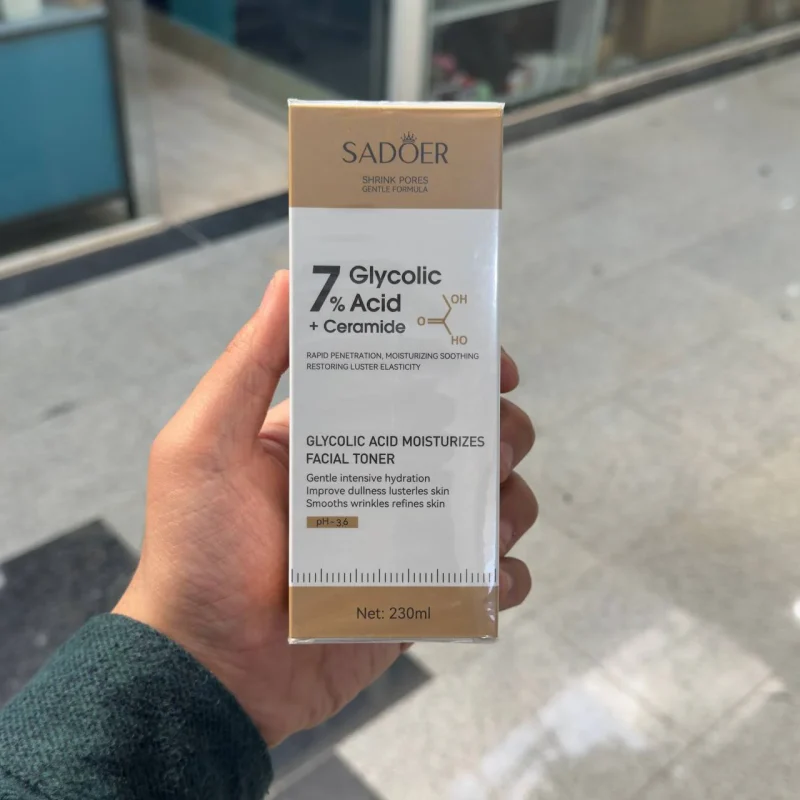 SADOER
SHRINK PORES
GENTLE FORMULA
7% Glycolic
Acid
+ Ceramide
OH
O
HO
RAPID PENETRATION, MOISTURIZING SOOTHING
RESTORING LUSTER ELASTICITY
GLYCOLIC ACID MOISTURIZES
FACIAL TONER
Gentle intensive hydration
Improve dullness lusterles skin
Smooths wrinkles refines skin
pH-3.6
Net: 230ml